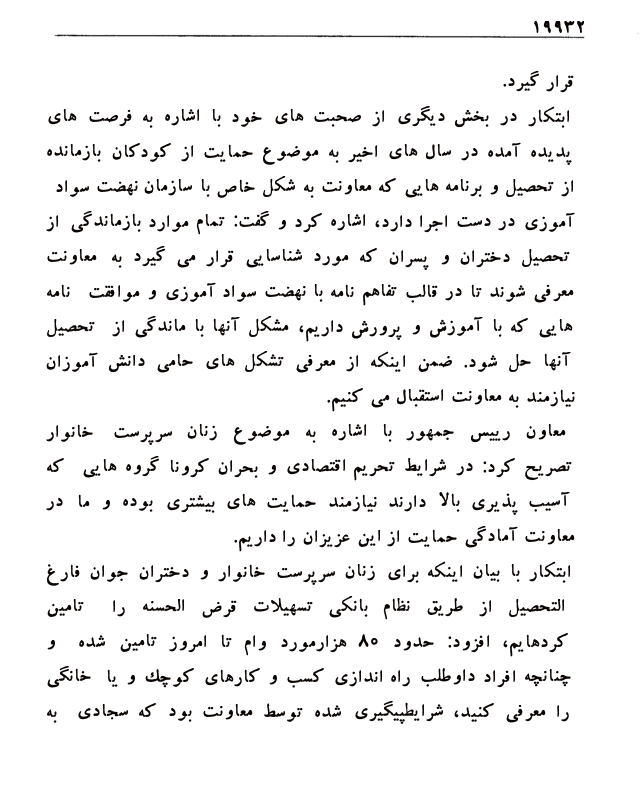 ۱۹۹۳۲
قرار گیرد.
ابتکار در بخش دیگری از صحبت های خود با اشاره به فرصت های
پدیده آمده در سال های اخیر به موضوع حمایت از کودکان بازمانده
از تحصیل و برنامه هایی که معاونت به شکل خاص با سازمان نهضت سواد
آموزی در دست اجرا دارد، اشاره کرد و گفت: تمام موارد بازماندگی از
تحصیل دختران و پسران که مورد شناسایی قرار می گیرد به معاونت
معرفی شوند تا در قالب تفاهم نامه با نهضت سواد آموزی و موافقت نامه
هایی که با آموزش و پرورش داریم، مشکل آنها با ماندگی از تحصیل
آنها حل شود. ضمن اینکه از معرفی تشکل های حامی دانش آموزان
نیازمند به معاونت استقبال می کنیم.
معاون رییس جمهور با اشاره به موضوع زنان سرپرست خانوار
تصریح کرد: در شرایط تحریم اقتصادی و بحران کرونا گروه هایی که
آسیب پذیری بالا دارند نیازمند حمایت های بیشتری بوده و ما در
معاونت آمادگی حمایت از این عزیزان را داریم.
ابتکار با بیان اینکه برای زنان سرپرست خانوار و دختران جوان فارغ
التحصیل از طریق نظام بانکی تسهیلات قرض الحسنه را تامین
کردهایم، افزود: حدود ۸۰ هزارمورد وام تا امروز تامین شده و
چنانچه افراد داوطلب راه اندازی کسب و کارهای کوچك و یا خانگی
را معرفی کنید، شرایطپیگیری شده توسط معاونت بود که سجادی به